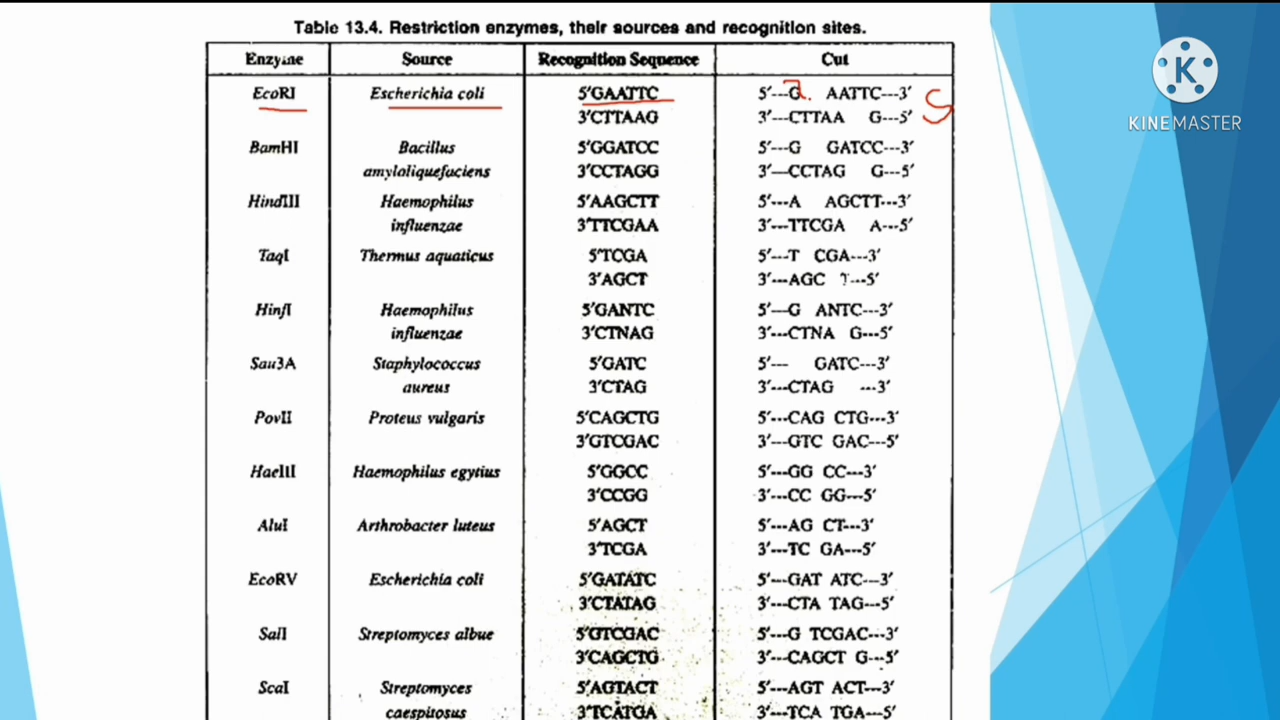 Table 13.4. Restriction enzymes, their sources and recognition sites.
Enzyme Source Recognition Sequence Cut
EcoRI Escherichia coli 5′GAATTC 5′---G AATTC---3′
3′CTTAAG 3′---CTTAA G---5′
BamHI Bacillus 5′GGATCC 5′---G GATCC---3′
amyloliquefaciens 3′CCTAGG 3′---CCTAG G---5′
HindIII Haemophilus 5′AAGCTT 5′---A AGCTT---3′
influenzae 3′TTCGAA 3′---TTCGA A---5′
TaqI Thermus aquaticus 5′TCGA 5′---T CGA---3′
3′AGCT 3′---AGC T---5′
HinfI Haemophilus 5′GANTC 5′---G ANTC---3′
influenzae 3′CTNAG 3′---CTNA G---5′
Sau3A Staphylococcus 5′GATC 5′--- GATC---3′
aureus 3′CTAG 3′---CTAG ---3′
PovII Proteus vulgaris 5′CAGCTG 5′---CAG CTG---3′
3′GTCGAC 3′---GTC GAC---5′
HaeIII Haemophilus egytius 5′GGCC 5′---GG CC---3′
3′CCGG 3′---CC GG---5′
AluI Arthrobacter luteus 5′AGCT 5′---AG CT---3′
3′TCGA 3′---TC GA---5′
EcoRV Escherichia coli 5′GATATC 5′---GAT ATC---3′
3′CTATAG 3′---CTA TAG---5′
SalI Streptomyces albue 5′GTCGAC 5′---G TCGAC---3′
3′CAGCTG 3′---CAGCT G---5′
ScaI Streptomyces 5′AGTACT 5′---AGT ACT---3′
caespitosus 3′TCATGA 3′---TCA TGA---5′
K
KINEMASTER